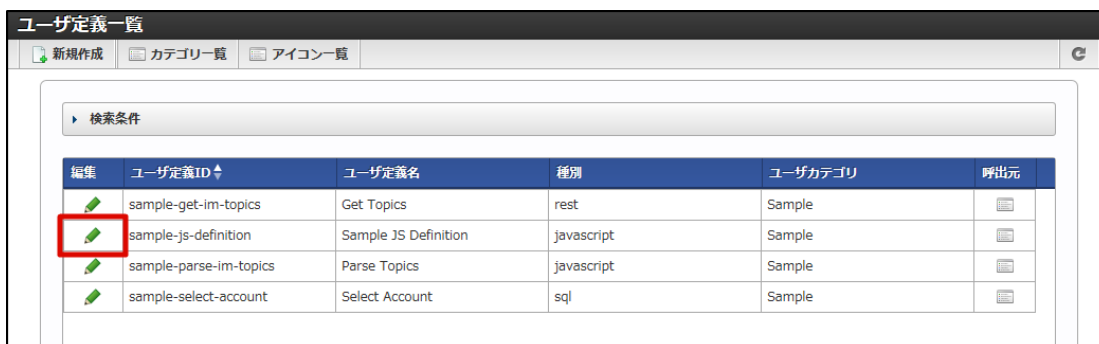 ユーザ定義一覧
新規作成 カテゴリ一覧 アイコン一覧
検索条件
編集 ユーザ定義ID ユーザ定義名 種別 ユーザカテゴリ 呼出元
sample-get-im-topics Get Topics rest Sample
sample-js-definition Sample JS Definition javascript Sample
sample-parse-im-topics Parse Topics javascript Sample
sample-select-account Select Account sql Sample